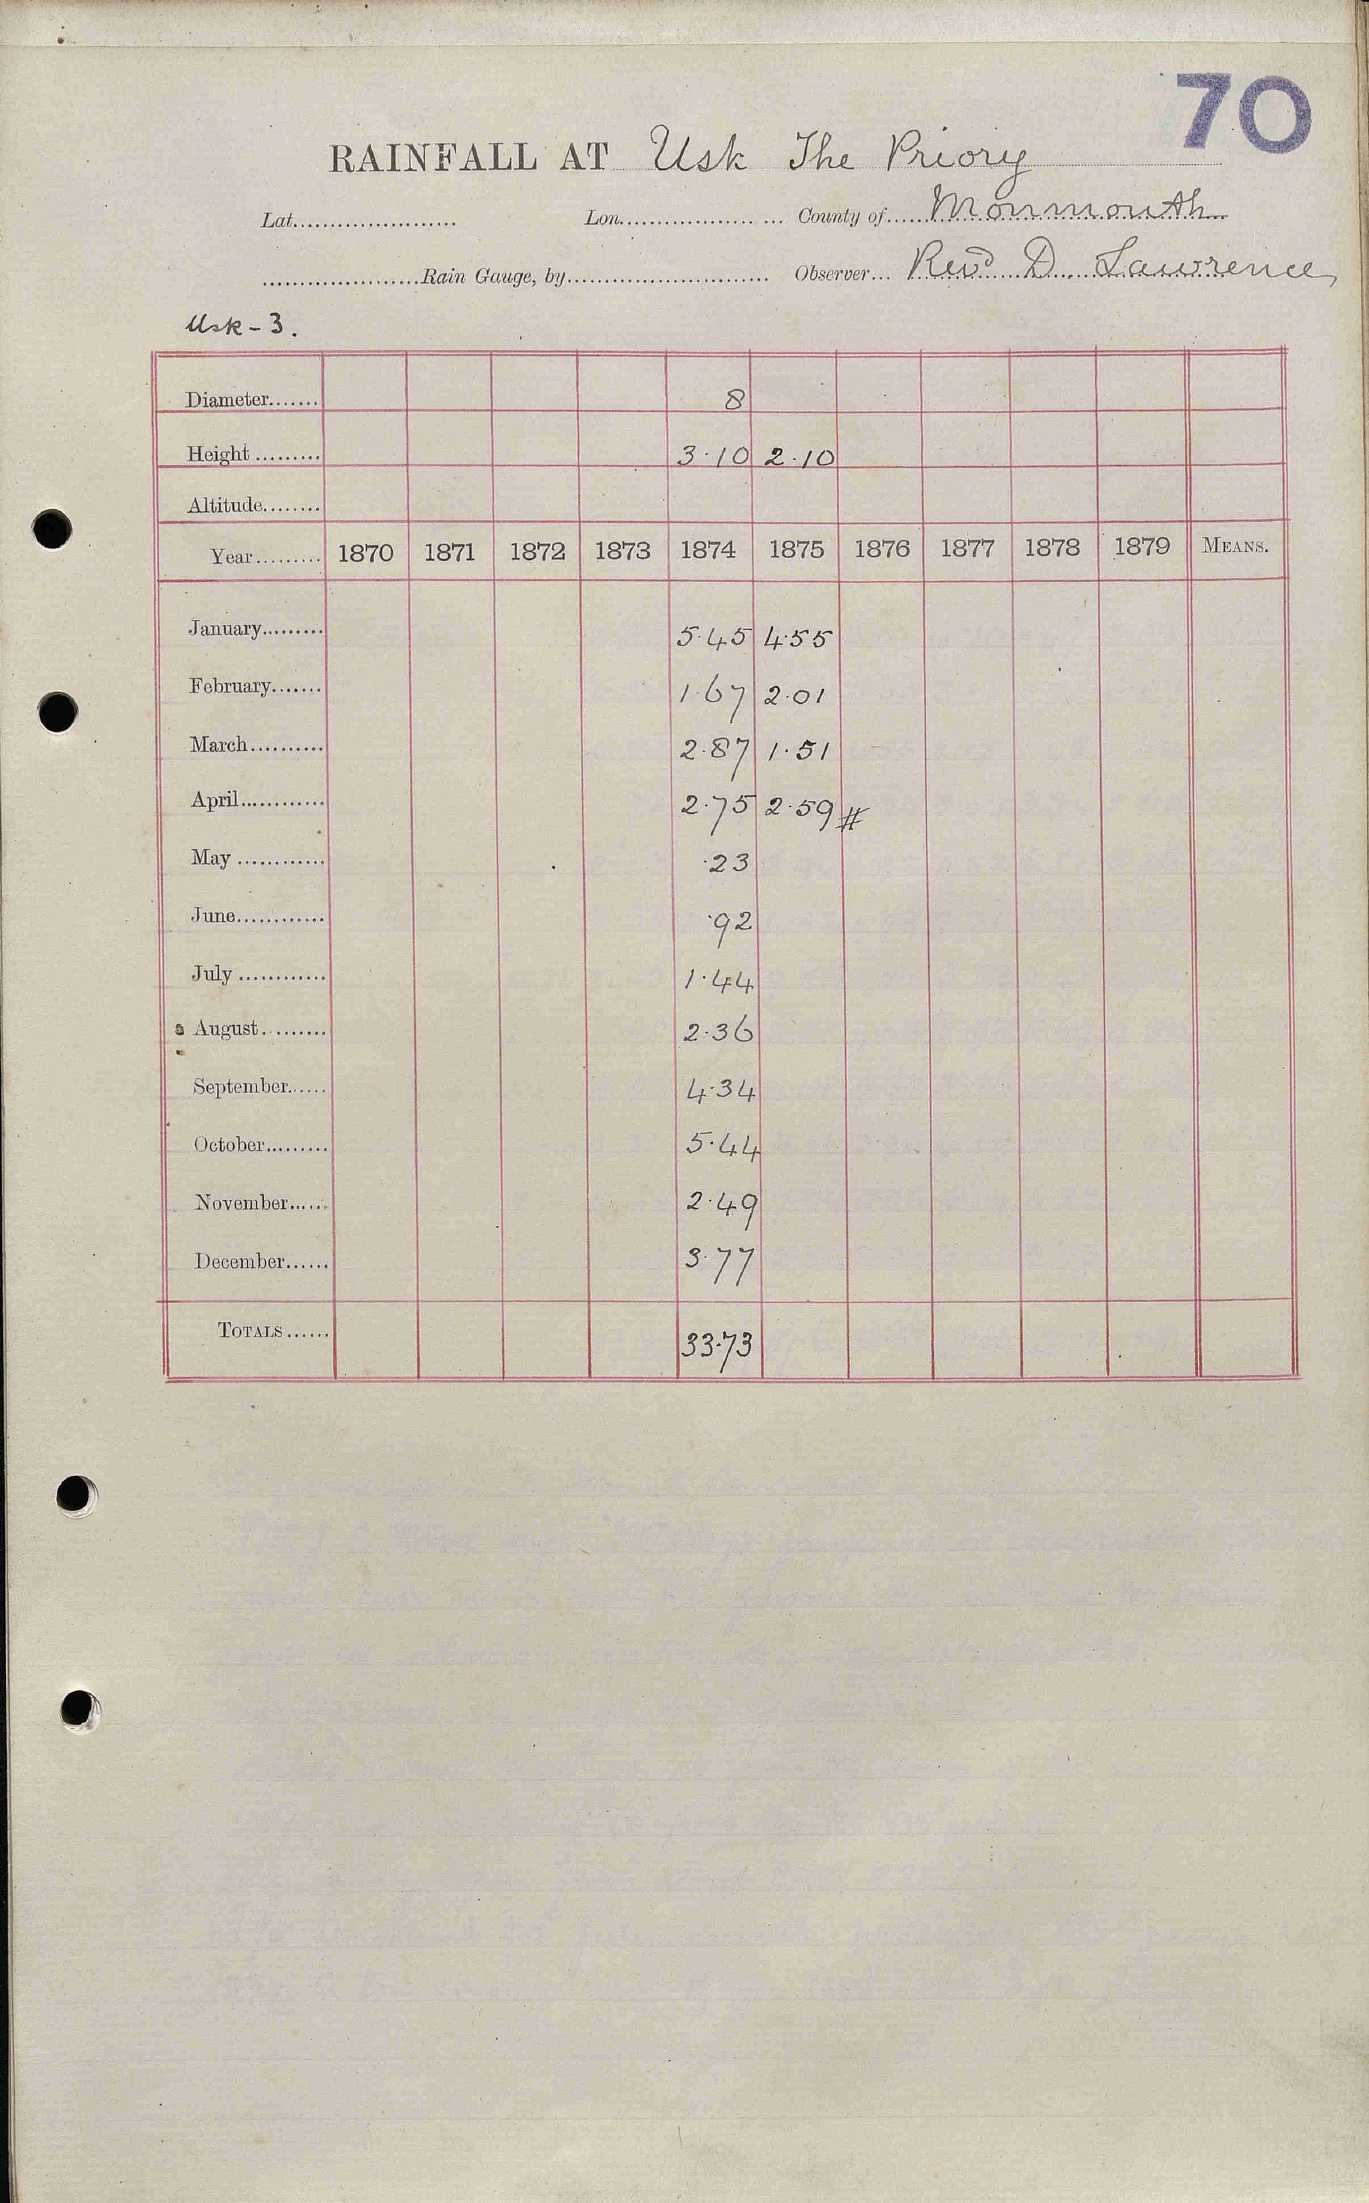 70
RAINFALL AT Usk The Priory
Lat...................... Lon..................... County of Monmouth
.....................Rain Gauge, by........................... Observer... Revd D. Lawrence
Usk-3.
Diameter....... 8
Height ......... 3.10 2.10
Altitude........
Year......... 1870 1871 1872 1873 1874 1875 1876 1877 1878 1879 MEANS.
January......... 5.45 4.55
February....... 1.67 2.01
March.......... 2.87 1.51
April............ 2.75 2.59 #
May ............ .23
June............ .92
July ............ 1.44
August......... 2.36
September...... 4.34
October......... 5.44
November...... 2.49
December...... 3.77
TOTALS ...... 33.73